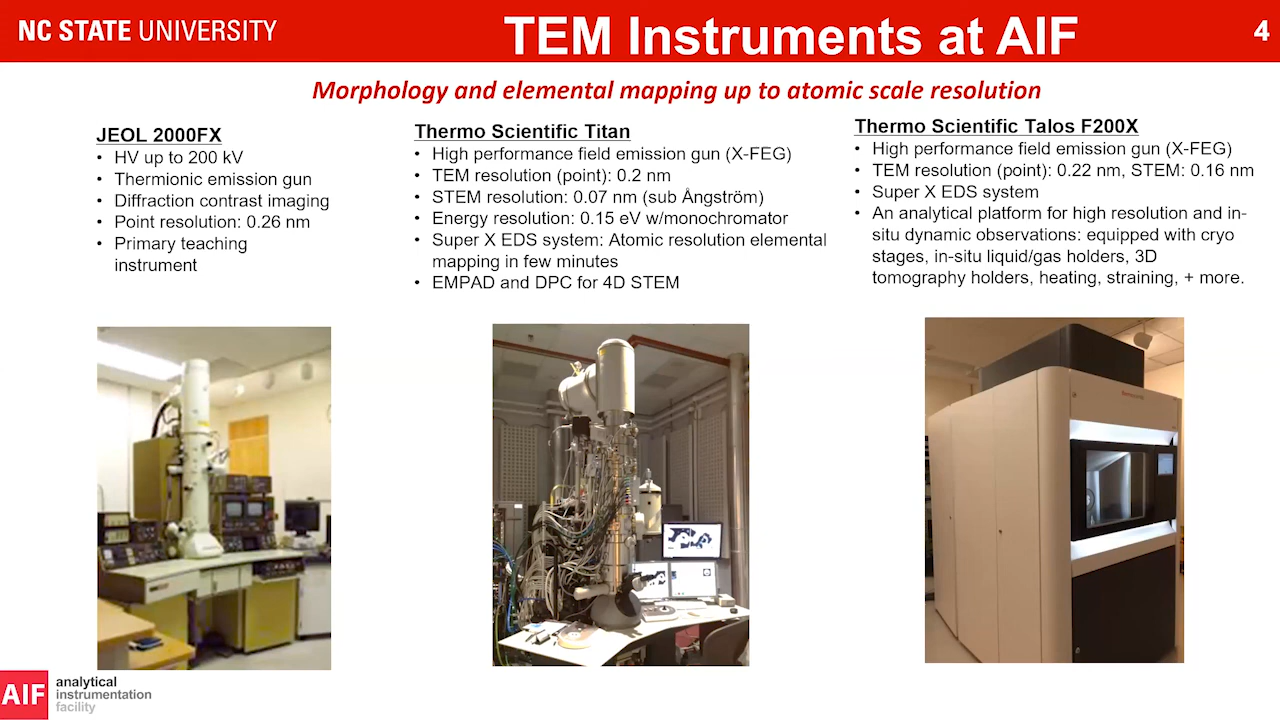 NC STATE UNIVERSITY
TEM Instruments at AIF
4
Morphology and elemental mapping up to atomic scale resolution
JEOL 2000FX
• HV up to 200 kV
• Thermionic emission gun
• Diffraction contrast imaging
• Point resolution: 0.26 nm
• Primary teaching
instrument
Thermo Scientific Titan
• High performance field emission gun (X-FEG)
• TEM resolution (point): 0.2 nm
• STEM resolution: 0.07 nm (sub Ångström)
• Energy resolution: 0.15 eV w/monochromator
• Super X EDS system: Atomic resolution elemental
mapping in few minutes
• EMPAD and DPC for 4D STEM
Thermo Scientific Talos F200X
• High performance field emission gun (X-FEG)
• TEM resolution (point): 0.22 nm, STEM: 0.16 nm
• Super X EDS system
• An analytical platform for high resolution and in-
situ dynamic observations: equipped with cryo
stages, in-situ liquid/gas holders, 3D
tomography holders, heating, straining, + more.
AIF
analytical
instrumentation
facility